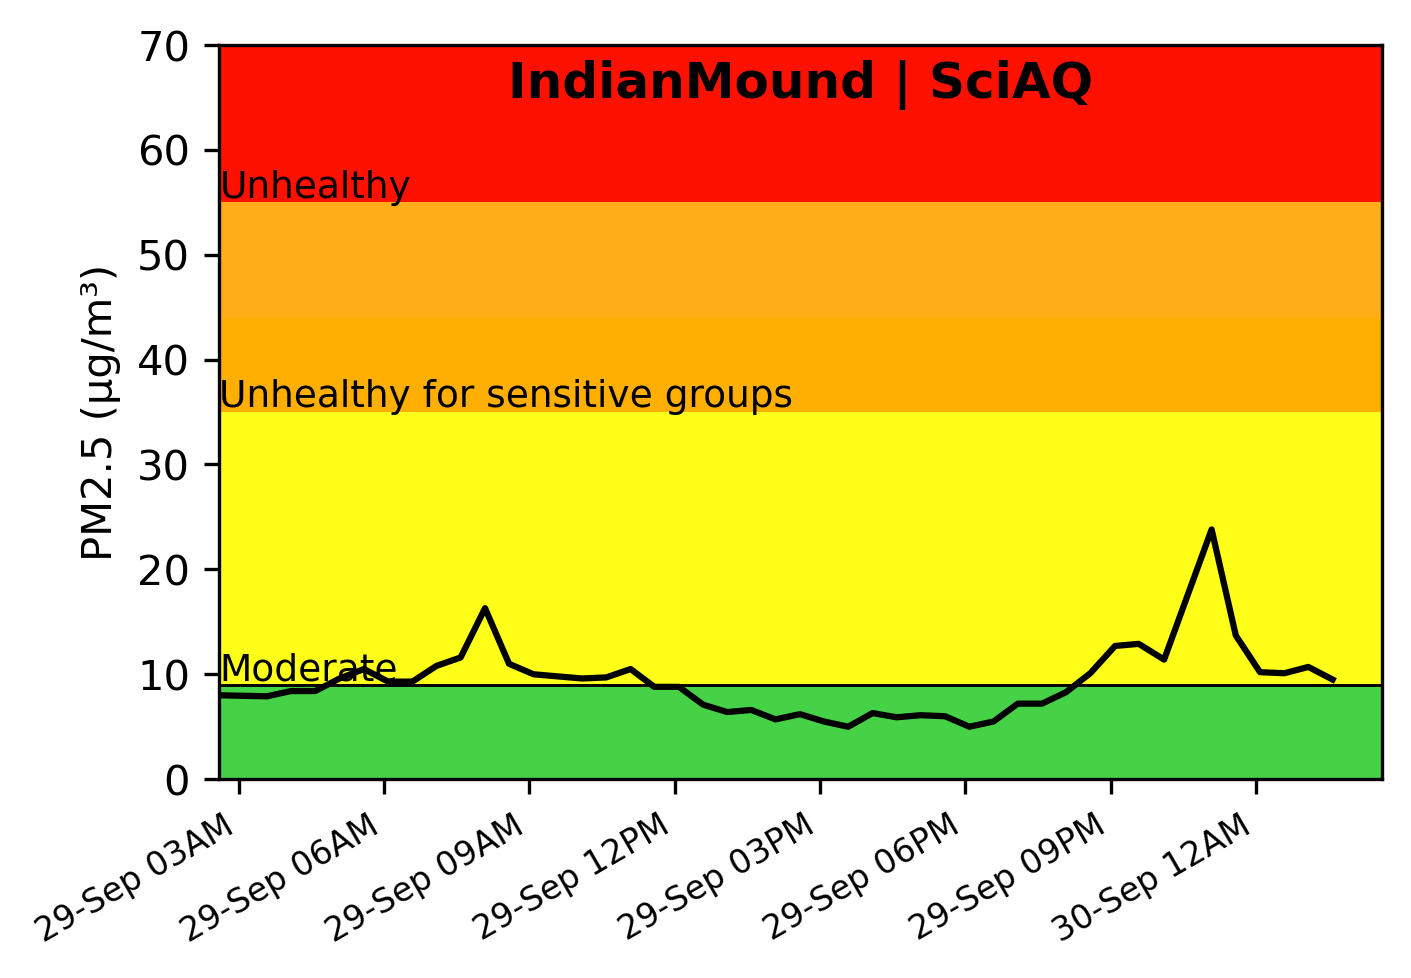 IndianMound | SciAQ
70
60
50
40
30
20
10
0
PM2.5 (µg/m³)
Unhealthy
Unhealthy for sensitive groups
Moderate
29-Sep 03AM
29-Sep 06AM
29-Sep 09AM
29-Sep 12PM
29-Sep 03PM
29-Sep 06PM
29-Sep 09PM
30-Sep 12AM